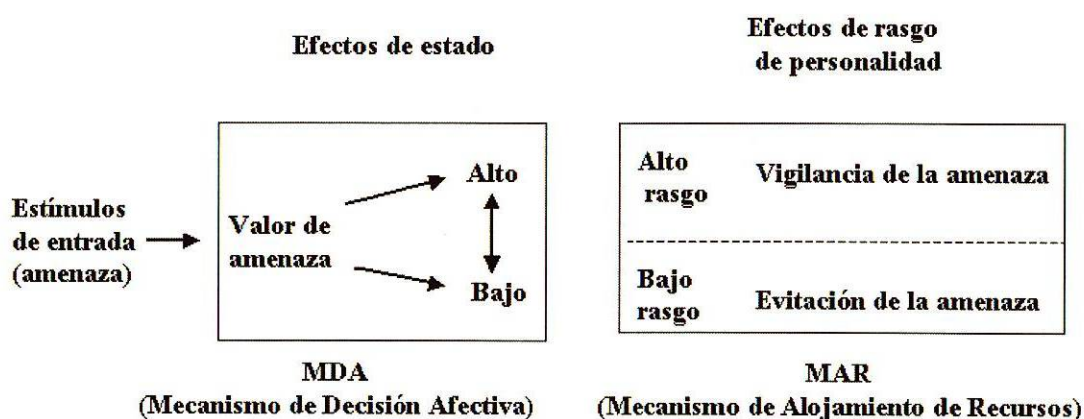 Efectos de estado
Efectos de rasgo
de personalidad
Estímulos
de entrada
(amenaza)
Valor de
amenaza
Alto
Bajo
Alto
rasgo
Vigilancia de la amenaza
Bajo
rasgo
Evitación de la amenaza
MDA
(Mecanismo de Decisión Afectiva)
MAR
(Mecanismo de Alojamiento de Recursos)